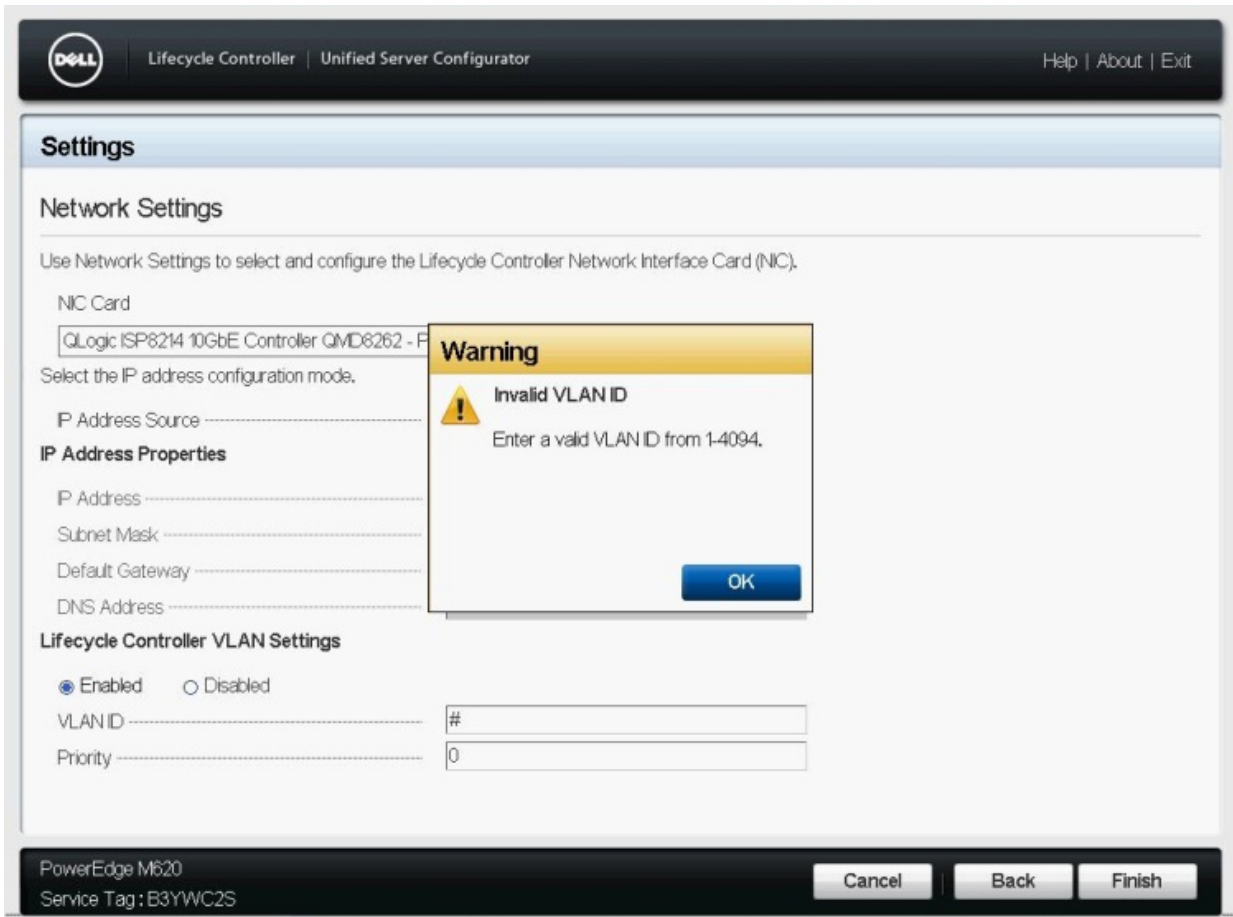 DELL
Lifecycle Controller | Unified Server Configurator
Help | About | Exit
Settings
Network Settings
Use Network Settings to select and configure the Lifecycle Controller Network Interface Card (NIC).
NIC Card
QLogic ISP8214 10GbE Controller QMD8262 - P
Select the IP address configuration mode.
IP Address Source
IP Address Properties
IP Address
Subnet Mask
Default Gateway
DNS Address
Warning
Invalid VLAN ID
Enter a valid VLAN ID from 1-4094.
OK
Lifecycle Controller VLAN Settings
Enabled Disabled
VLAN ID #
Priority 0
PowerEdge M620
Service Tag : B3YWC2S
Cancel | Back Finish